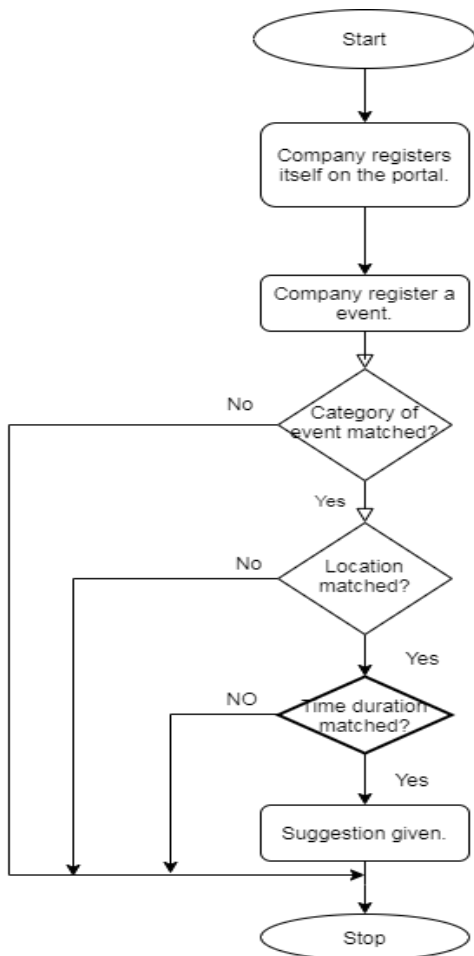 Start
Company registers
itself on the portal.
Company register a
event.
No
Category of
event matched?
Yes
No
Location
matched?
Yes
NO
Time duration
matched?
Yes
Suggestion given.
Stop